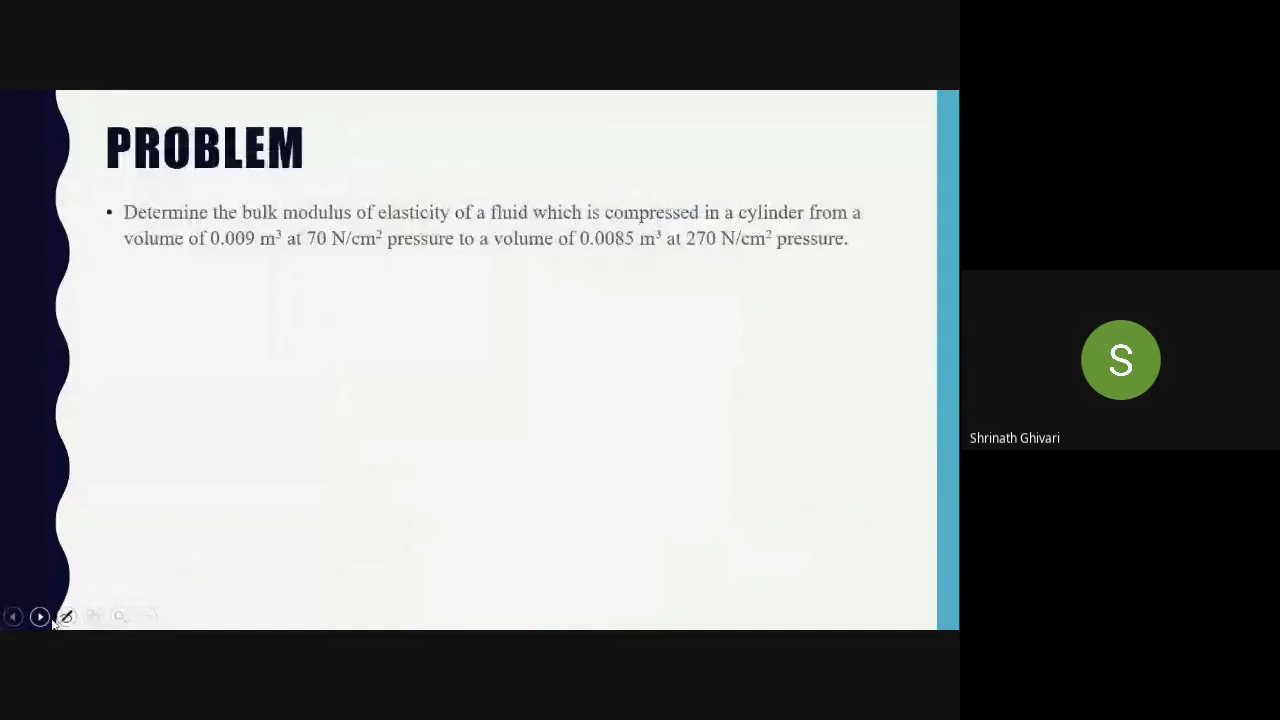 PROBLEM
• Determine the bulk modulus of elasticity of a fluid which is compressed in a cylinder from a
volume of 0.009 m³ at 70 N/cm² pressure to a volume of 0.0085 m³ at 270 N/cm² pressure.
S
Shrinath Ghivari